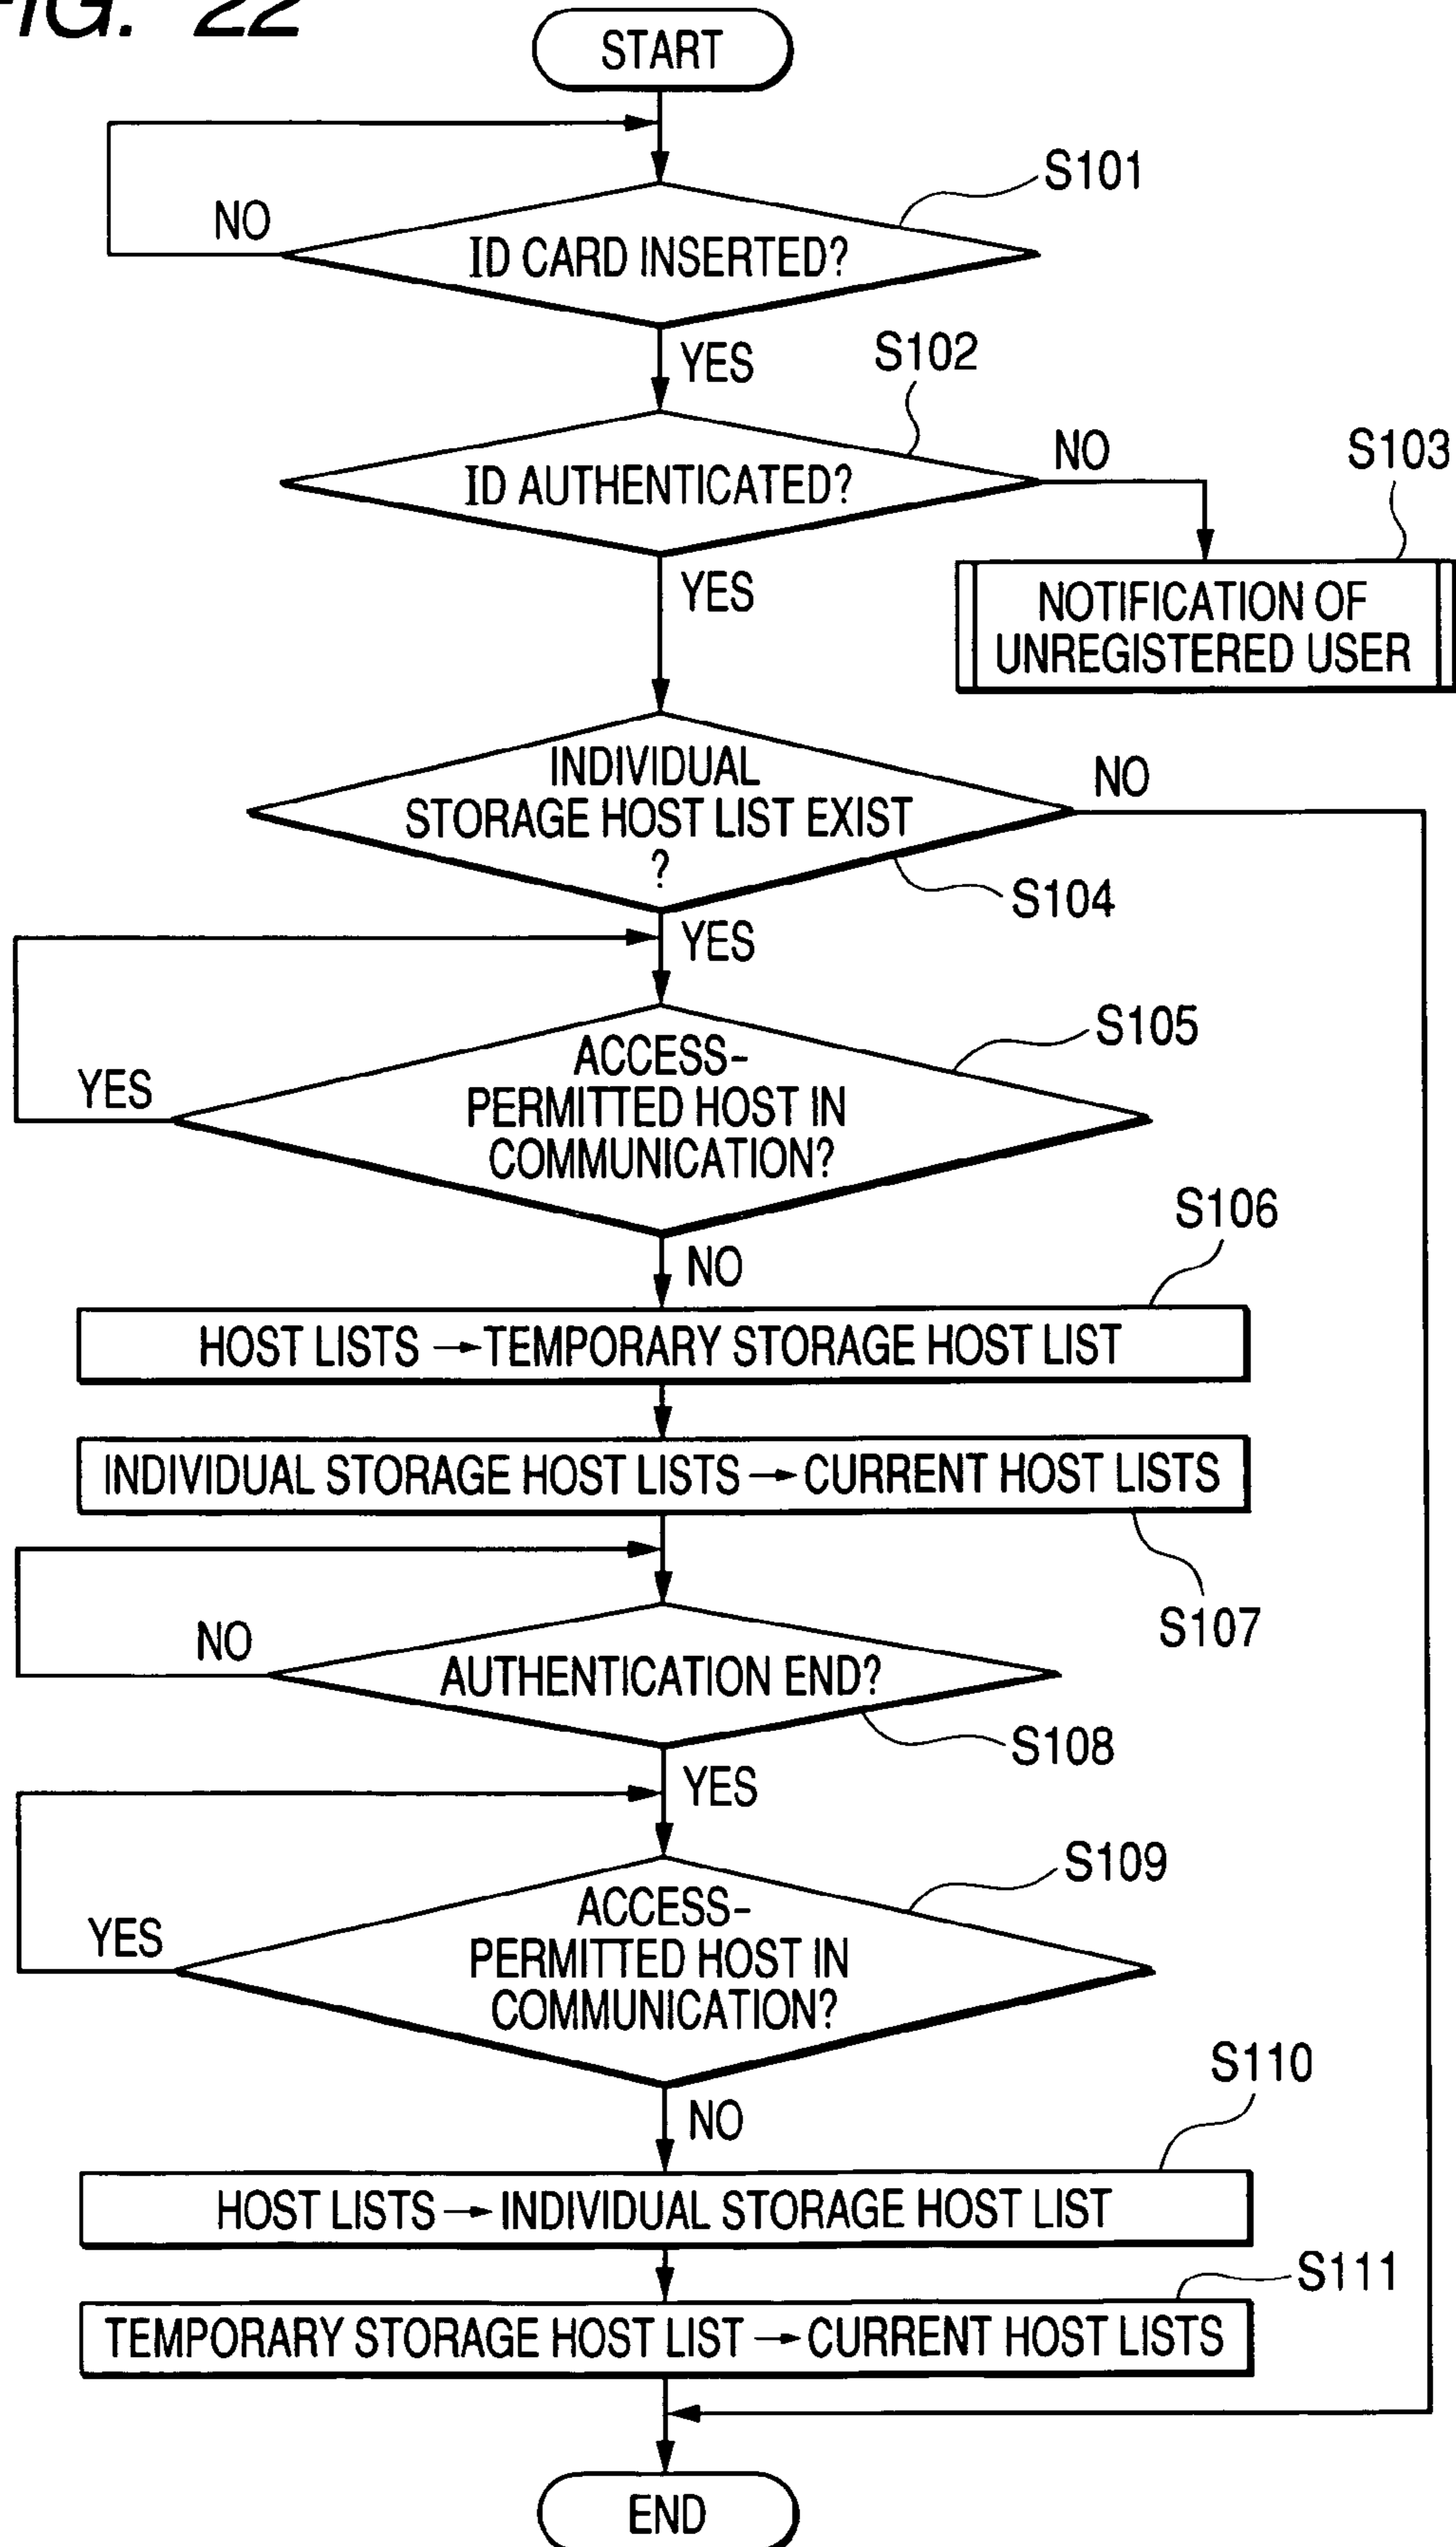 FIG. 22
START
S101
NO
ID CARD INSERTED?
YES
S102
ID AUTHENTICATED?
NO
S103
YES
NOTIFICATION OF
UNREGISTERED USER
INDIVIDUAL
STORAGE HOST LIST EXIST
?
NO
S104
YES
S105
ACCESS-
PERMITTED HOST IN
COMMUNICATION?
YES
NO
S106
HOST LISTS → TEMPORARY STORAGE HOST LIST
INDIVIDUAL STORAGE HOST LISTS → CURRENT HOST LISTS
S107
NO
AUTHENTICATION END?
S108
YES
S109
ACCESS-
PERMITTED HOST IN
COMMUNICATION?
YES
NO
S110
HOST LISTS → INDIVIDUAL STORAGE HOST LIST
S111
TEMPORARY STORAGE HOST LIST → CURRENT HOST LISTS
END